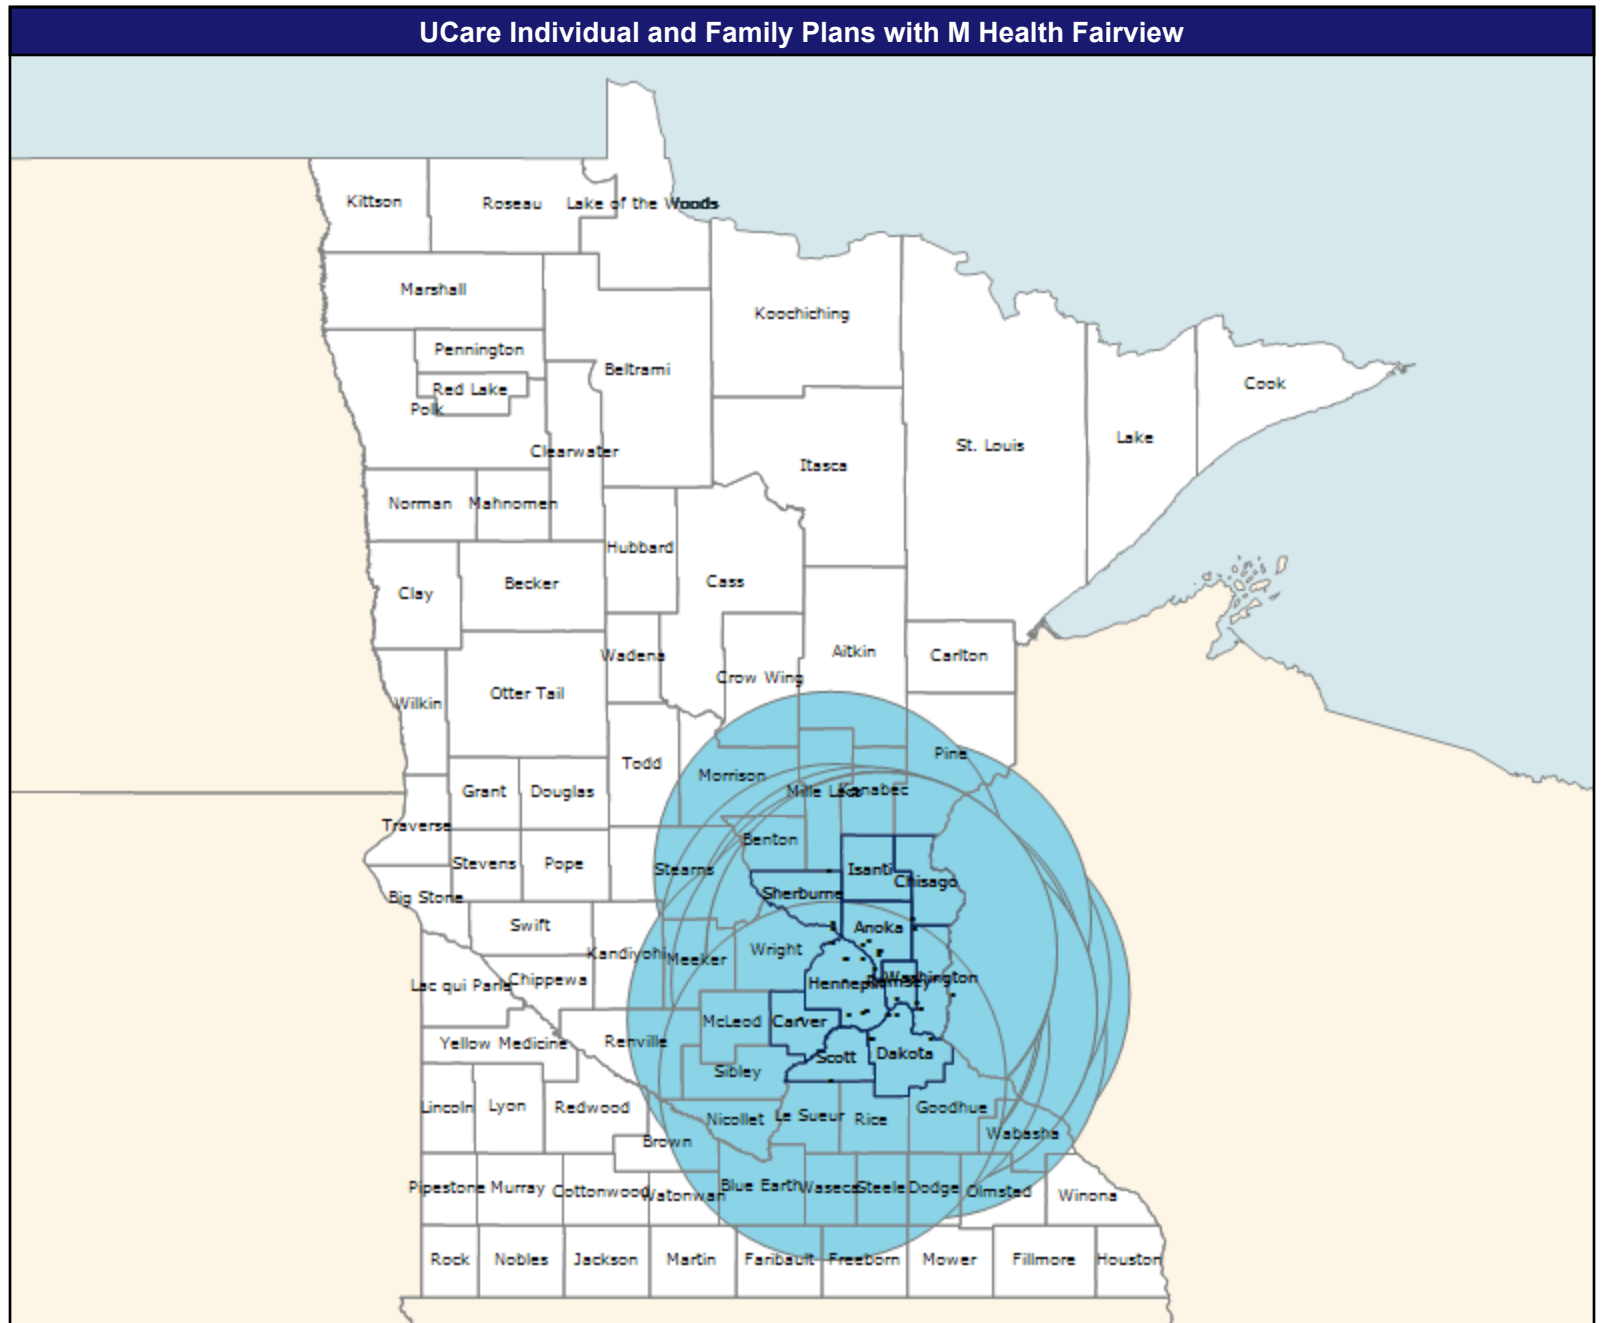 UCare Individual and Family Plans with M Health Fairview
Kittson
Roseau
Lake of the Woods
Marshall
Koochiching
Pennington
Beltrami
Red Lake
Cook
Polk
Lake
St. Louis
Clearwater
Itasca
Norman
Mahnomen
Hubbard
Cass
Becker
Clay
Aitkin
Carlton
Wadena
Crow Wing
Otter Tail
Wilkin
Pine
Todd
Morrison
Grant
Douglas
Mille Lacs
Kanabec
Traverse
Benton
Stevens
Pope
Stearns
Isanti
Chisago
Sherburne
Big Stone
Swift
Anoka
Wright
Kandiyohi
Meeker
Chippewa
Washington
Hennepin
Ramsey
Lac qui Parle
McLeod
Carver
Yellow Medicine
Renville
Scott
Dakota
Sibley
Lincoln
Lyon
Redwood
Goodhue
Nicollet
Le Sueur
Rice
Wabasha
Brown
Pipestone
Murray
Cottonwood
Watonwan
Blue Earth
Waseca
Steele
Dodge
Olmsted
Winona
Rock
Nobles
Jackson
Martin
Faribault
Freeborn
Mower
Fillmore
Houston